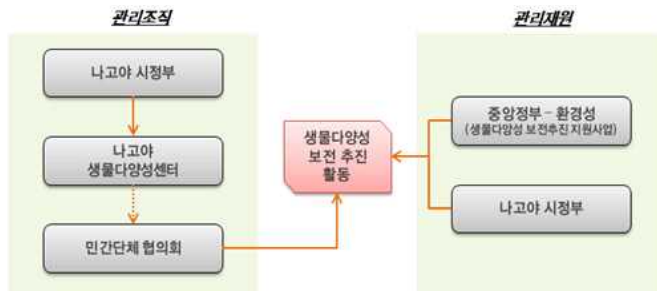 관리조직
나고야 시정부
나고야
생물다양성센터
민간단체 협의회
생물다양성
보전 추진
활동
관리재원
중앙정부 – 환경성
(생물다양성 보전추진 지원사업)
나고야 시정부